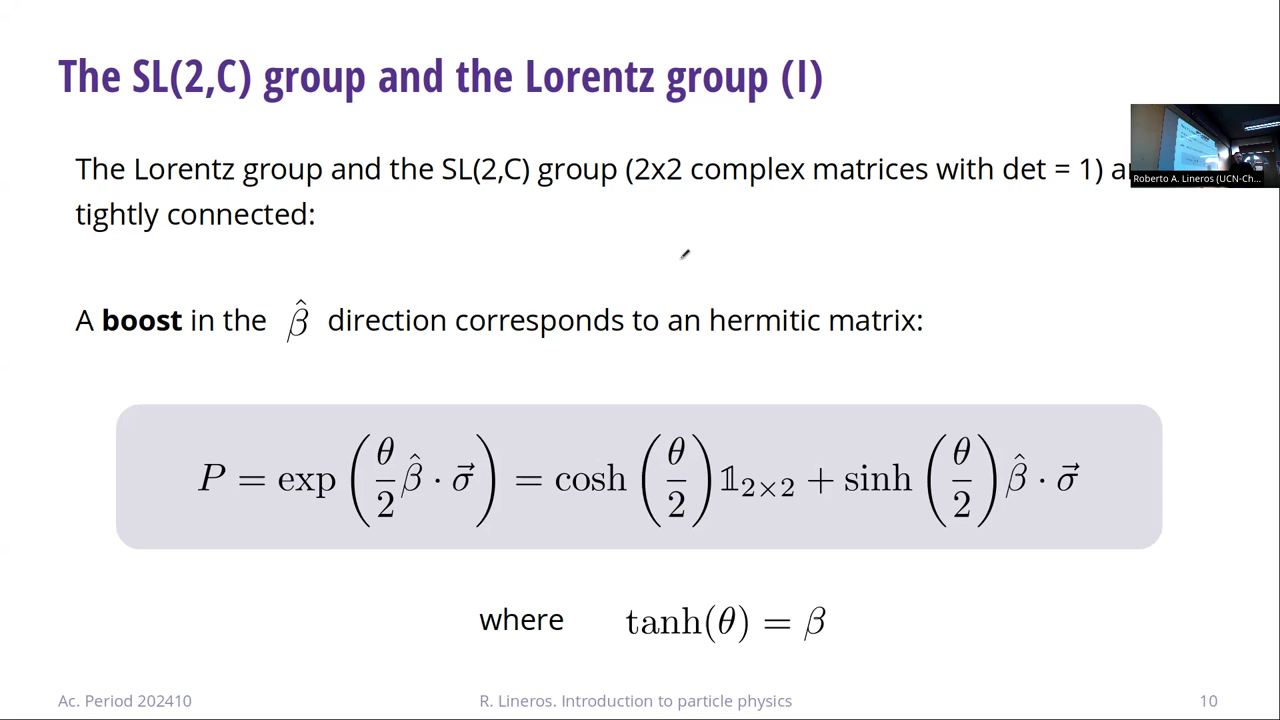 The SL(2,C) group and the Lorentz group (I)
The Lorentz group and the SL(2,C) group (2x2 complex matrices with det = 1)
tightly connected:
Roberto A. Lineros (UCN-Ch...
A boost in the β̂ direction corresponds to an hermitic matrix:
P = exp(θ/2 β̂ · σ⃗) = cosh(θ/2) 𝟙₂ₓ₂ + sinh(θ/2) β̂ · σ⃗
where tanh(θ) = β
Ac. Period 202410 R. Lineros. Introduction to particle physics 10